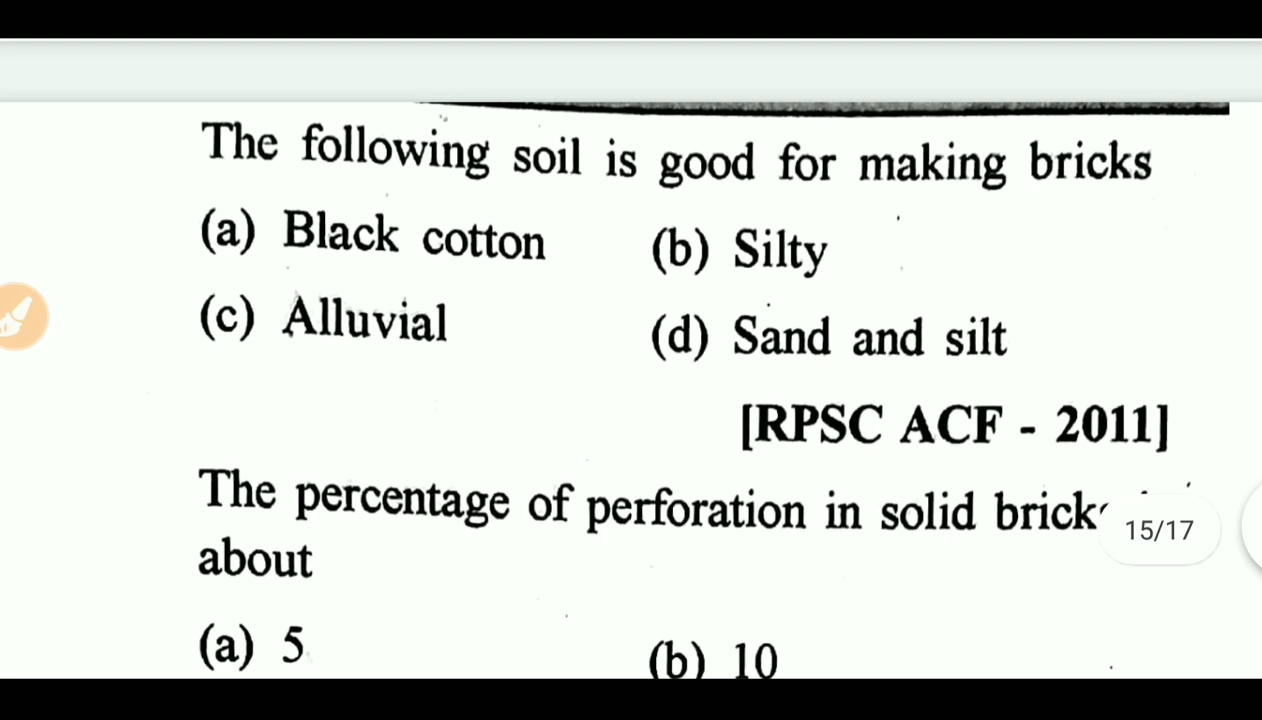 The following soil is good for making bricks
(a) Black cotton (b) Silty
(c) Alluvial (d) Sand and silt
[RPSC ACF - 2011]
The percentage of perforation in solid
about
15/17
(a) 5 (b) 10